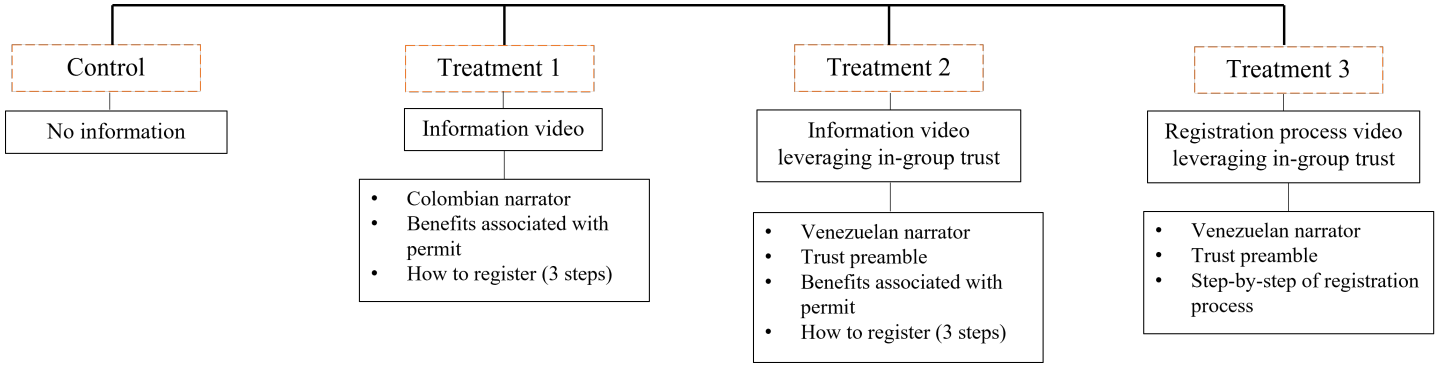 Control
No information
Treatment 1
Information video
• Colombian narrator
• Benefits associated with
permit
• How to register (3 steps)
Treatment 2
Information video
leveraging in-group trust
• Venezuelan narrator
• Trust preamble
• Benefits associated with
permit
• How to register (3 steps)
Treatment 3
Registration process video
leveraging in-group trust
• Venezuelan narrator
• Trust preamble
• Step-by-step of registration
process